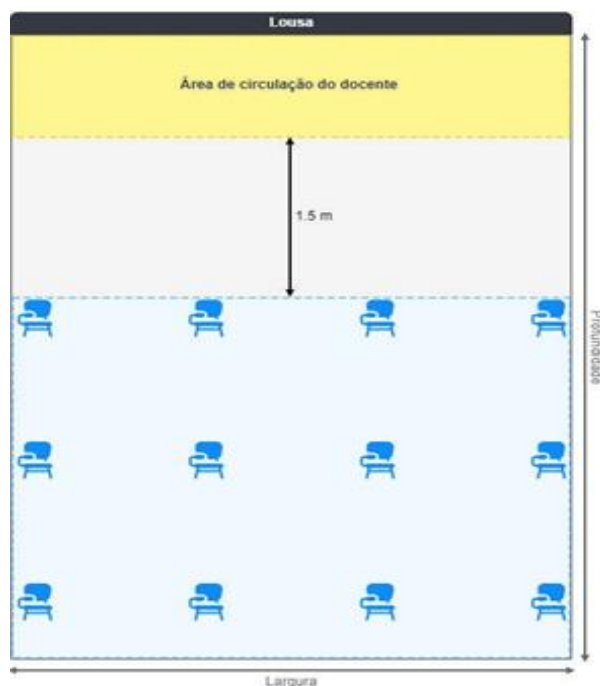 Lousa
Área de circulação do docente
1.5 m
Profundidade
Largura